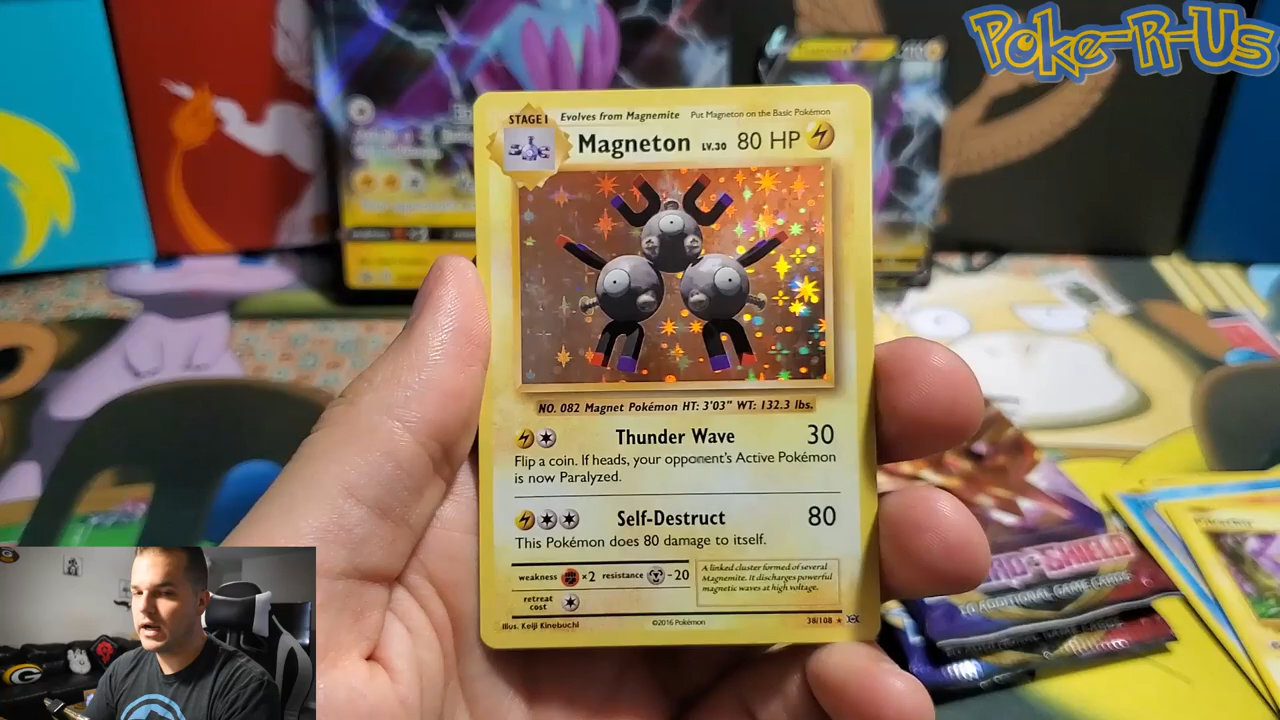 Poke-R-Us
STAGE 1 Evolves from Magnemite Put Magneton on the Basic Pokémon
Magneton LV.30 80 HP
NO. 082 Magnet Pokémon HT: 3'03" WT: 132.3 lbs.
Thunder Wave 30
Flip a coin. If heads, your opponent's Active Pokémon
is now Paralyzed.
Self-Destruct 80
This Pokémon does 80 damage to itself.
weakness ×2 resistance -20
retreat
cost
A linked cluster formed of several
Magnemite. It discharges powerful
magnetic waves at high voltage.
Illus. Keiji Kinebuchi ©2016 Pokémon 38/108
SHIELD
10 ADDITIONAL GAME CARDS
Pikachu